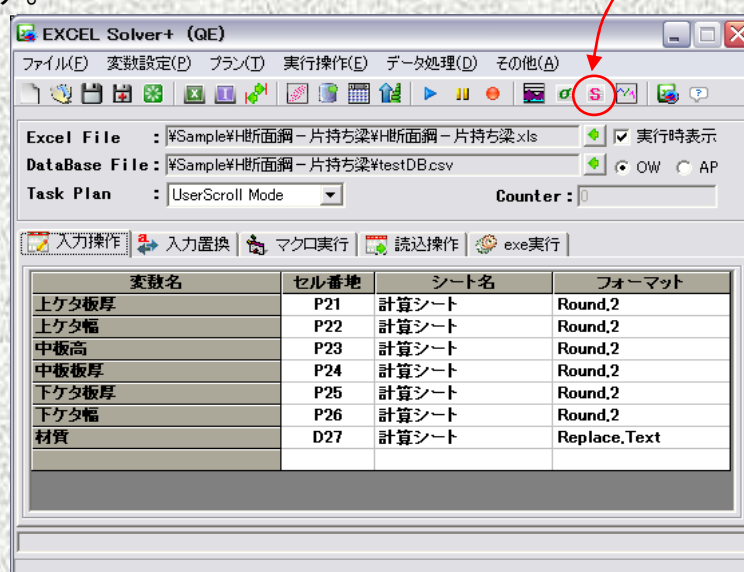 す。
EXCEL Solver+ (QE)
ファイル(F) 変数設定(P) プラン(T) 実行操作(E) データ処理(D) その他(A)
σ S
Excel File : ¥Sample¥H断面鋼－片持ち梁¥H断面鋼－片持ち梁.xls 実行時表示
DataBase File : ¥Sample¥H断面鋼－片持ち梁¥testDB.csv OW AP
Task Plan : UserScroll Mode Counter : 0
入力操作 入力置換 マクロ実行 読込操作 exe実行
変数名 セル番地 シート名 フォーマット
上ケタ板厚 P21 計算シート Round,2
上ケタ幅 P22 計算シート Round,2
中板高 P23 計算シート Round,2
中板板厚 P24 計算シート Round,2
下ケタ板厚 P25 計算シート Round,2
下ケタ幅 P26 計算シート Round,2
材質 D27 計算シート Replace,Text